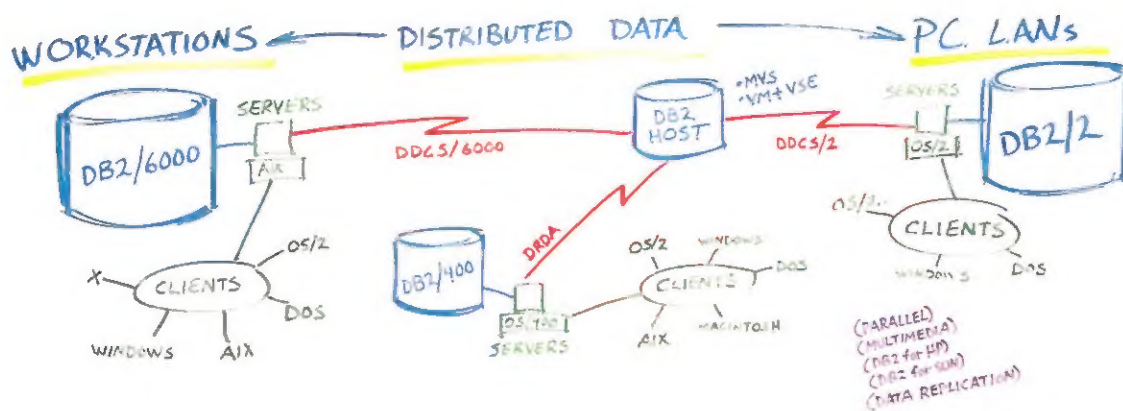 WORKSTATIONS
DISTRIBUTED DATA
PC. LANs
SERVERS
DB2/6000
AIX
DDCS/6000
DB2
HOST
•MVS
•VM+VSE
DDCS/2
SERVERS
OS/2
DB2/2
X
CLIENTS
OS/2
DOS
WINDOWS
AIX
DB2/400
DRDA
OS/400
SERVERS
OS/2
WINDOWS
DOS
CLIENTS
AIX
MACINTOSH
OS/2
CLIENTS
WINDOWS
DOS
(PARALLEL)
(MULTIMEDIA)
(DB2 for HP)
(DB2 for SUN)
(DATA REPLICATION)